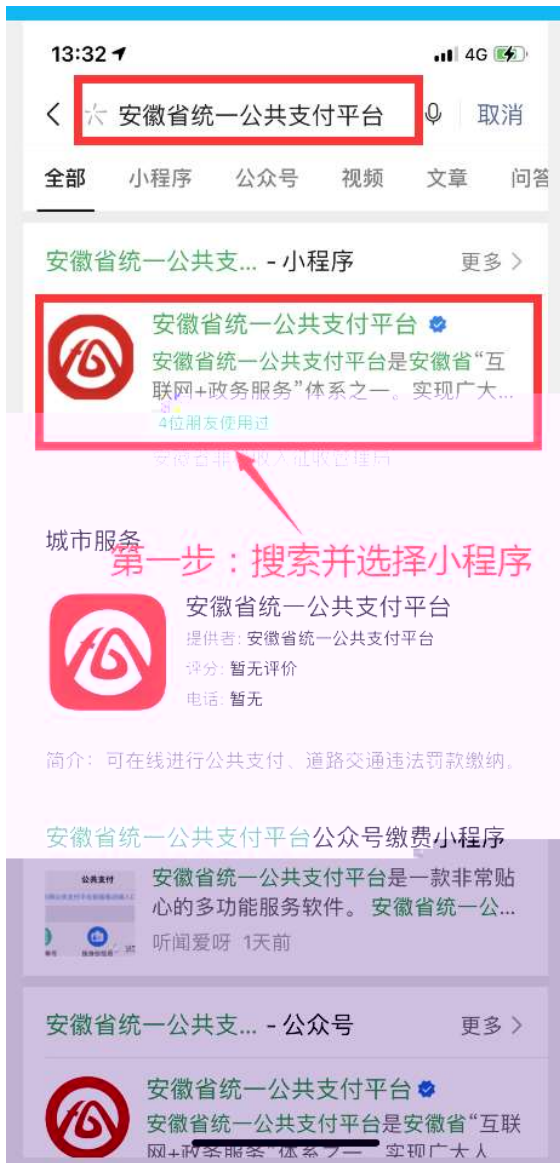 13:32
4G
安徽省统一公共支付平台
取消
全部 小程序 公众号 视频 文章 问答
安徽省统一公共支... - 小程序 更多
安徽省统一公共支付平台
安徽省统一公共支付平台是安徽省“互
联网+政务服务”体系之一。实现广大...
4位朋友使用过
安徽省非税收入征收管理局
城市服务
第一步：搜索并选择小程序
安徽省统一公共支付平台
提供者: 安徽省统一公共支付平台
评分: 暂无评价
电话: 暂无
简介: 可在线进行公共支付、道路交通违法罚款缴纳。
安徽省统一公共支付平台公众号缴费小程序
公共支付
安徽省统一公共支付平台是一款非常贴
心的多功能服务软件。 安徽省统一公...
听闻爱呀 1天前
安徽省统一公共支... - 公众号 更多
安徽省统一公共支付平台
安徽省统一公共支付平台是安徽省“互联
网+政务服务”体系之一 实现广大人